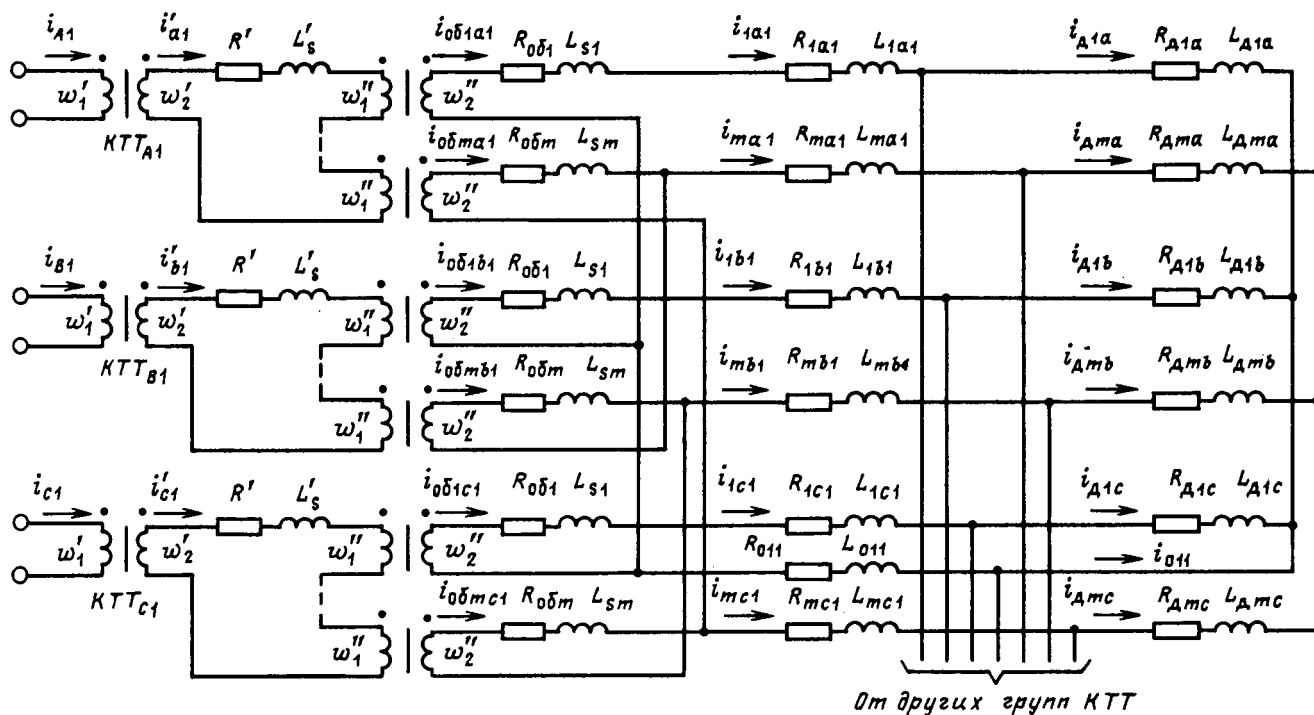 i_A1 i'_a1 R' L'_s i_об1a1 R_об1 L_s1 i_1a1 R_1a1 L_1a1 i_д1a R_д1a L_д1a
w'_1 w'_2 w''_1 w''_2
КТТ_A1
i_обma1 R_обm L_sm i_ma1 R_ma1 L_ma1 i_дma R_дma L_дma
w''_1 w''_2
i_B1 i'_b1 R' L'_s i_об1b1 R_об1 L_s1 i_1b1 R_1b1 L_1b1 i_д1b R_д1b L_д1b
w'_1 w'_2 w''_1 w''_2
КТТ_B1
i_обmb1 R_обm L_sm i_mb1 R_mb1 L_mb4 i_дmb R_дmb L_дmb
w''_1 w''_2
i_C1 i'_c1 R' L'_s i_об1c1 R_об1 L_s1 i_1c1 R_1c1 L_1c1 i_д1c R_д1c L_д1c
w'_1 w'_2 w''_1 w''_2
R_011 L_011 i_011
КТТ_C1
i_обmc1 R_обm L_sm i_mc1 R_mc1 L_mc1 i_дmc R_дmc L_дmc
w''_1 w''_2
От других групп КТТ